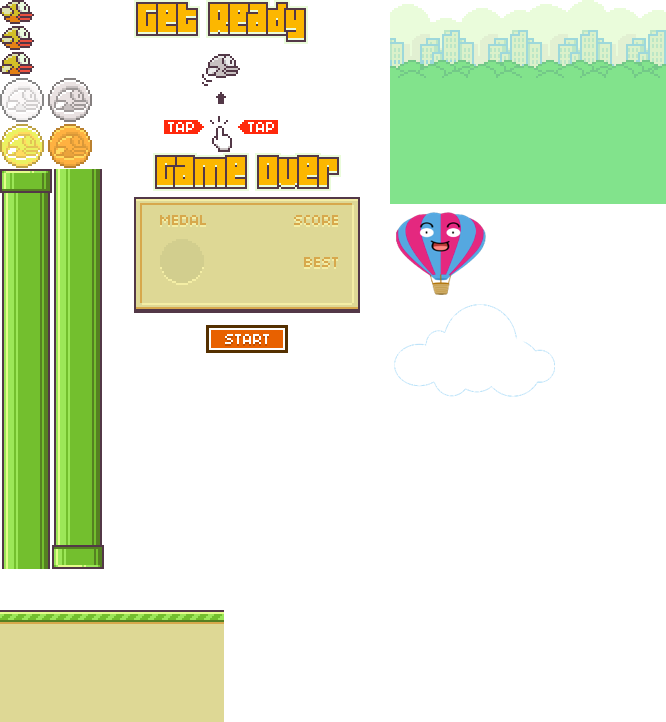 Get Ready
TAP TAP
Game Over
MEDAL SCORE
BEST
START